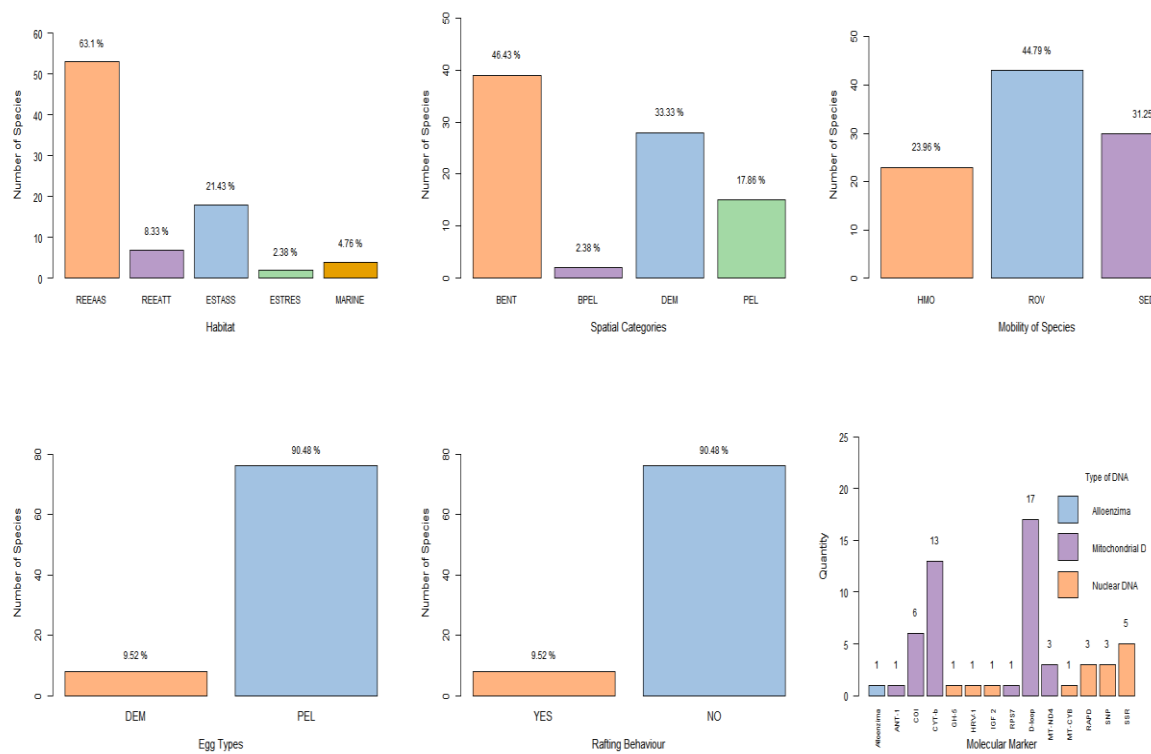 Number of Species
60
50
40
30
20
10
0
63.1 %
8.33 %
21.43 %
2.38 %
4.76 %
REEAAS REEATT ESTASS ESTRES MARINE
Habitat
Number of Species
50
40
30
20
10
0
46.43 %
2.38 %
33.33 %
17.86 %
BENT BPEL DEM PEL
Spatial Categories
Number of Species
50
40
30
20
10
0
23.96 %
44.79 %
31.25
HMO ROV SED
Mobility of Species
Number of Species
80
60
40
20
0
9.52 %
90.48 %
DEM PEL
Egg Types
Number of Species
80
60
40
20
0
9.52 %
90.48 %
YES NO
Rafting Behaviour
Quantity
25
20
15
10
5
0
1 1 6 13 1 1 1 1 17 3 1 3 3 5
Type of DNA
Alloenzima
Mitochondrial D
Nuclear DNA
Alloenzima ANT-1 COI CYT-b GH-5 HRV-1 IGF 2 RPS7 D-loop MT-ND4 MT-CYB RAPD SNP SSR
Molecular Marker